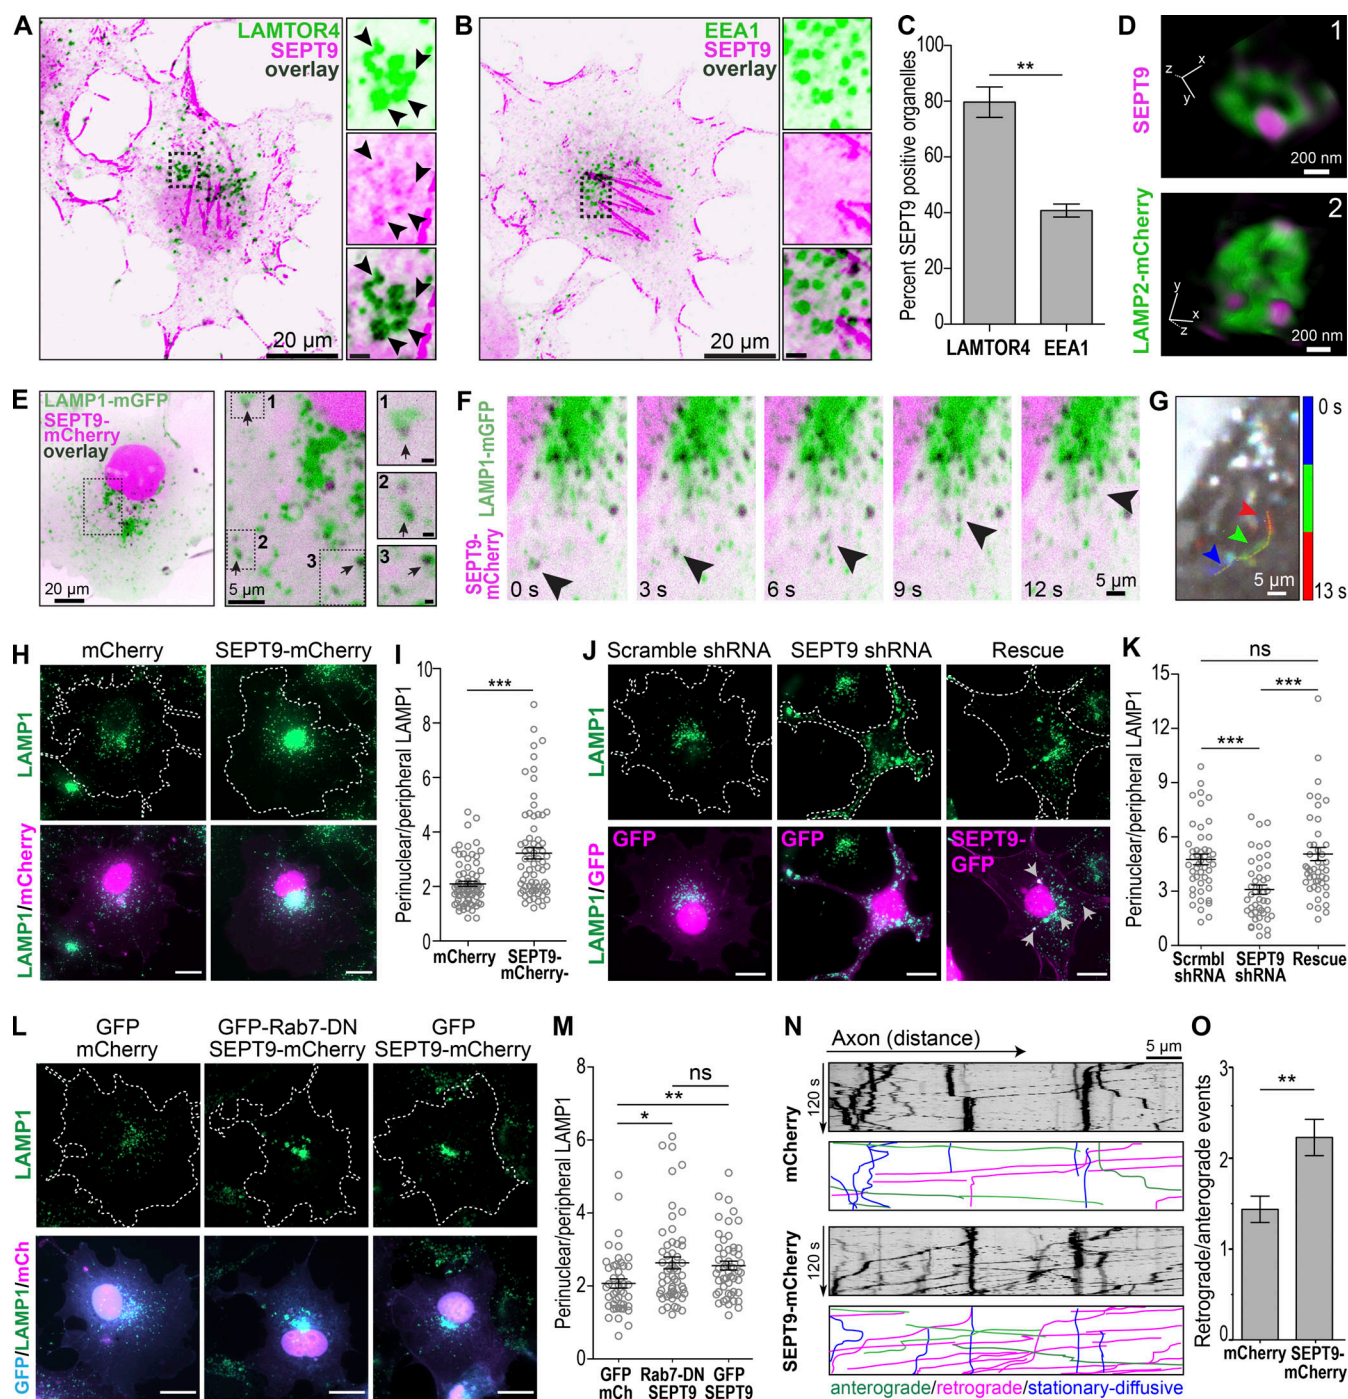 A
LAMTOR4
SEPT9
overlay
20 µm
B
EEA1
SEPT9
overlay
20 µm
C
Percent SEPT9 positive organelles
100
80
60
40
20
0
**
LAMTOR4
EEA1
D
SEPT9
LAMP2-mCherry
1
x
y
z
200 nm
2
x
y
z
200 nm
E
LAMP1-mGFP
SEPT9-
mCherry
overlay
20 µm
1
2
3
5 µm
1
2
3
F
LAMP1-mGFP
SEPT9-
mCherry
0 s
3 s
6 s
9 s
12 s
5 µm
G
0 s
13 s
5 µm
H
mCherry
SEPT9-mCherry
LAMP1
LAMP1/mCherry
I
Perinuclear/peripheral LAMP1
10
8
6
4
2
0
***
mCherry
SEPT9-
mCherry-
J
Scramble shRNA
SEPT9 shRNA
Rescue
LAMP1
LAMP1/GFP
GFP
GFP
SEPT9-
GFP
K
Perinuclear/peripheral LAMP1
15
12
9
6
3
0
ns
***
***
Scrmbl
shRNA
SEPT9
shRNA
Rescue
L
GFP
mCherry
GFP-Rab7-DN
SEPT9-mCherry
GFP
SEPT9-mCherry
LAMP1
GFP/LAMP1/mCh
M
Perinuclear/peripheral LAMP1
8
6
4
2
0
ns
**
*
GFP
mCh
Rab7-DN
SEPT9
GFP
SEPT9
N
Axon (distance)
5 µm
120 s
mCherry
120 s
SEPT9-mCherry
anterograde/retrograde/stationary-diffusive
O
Retrograde/anterograde events
3
2
1
0
**
mCherry
SEPT9-
mCherry